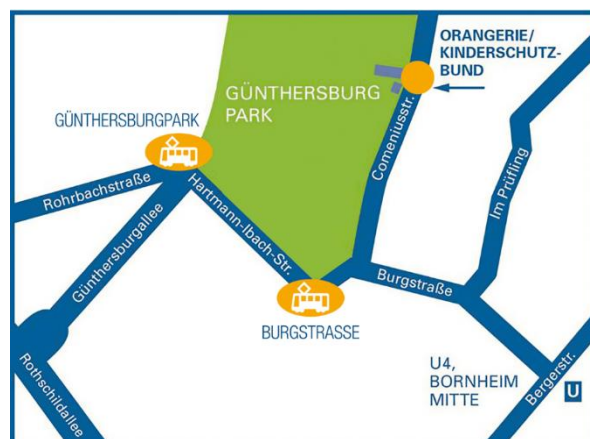 ORANGERIE/
KINDERSCHUTZ-
BUND
GÜNTHERSBURG
PARK
GÜNTHERSBURGPARK
Comeniusstr.
Im Prüfling
Rohrbachstraße
Hartmann-Ibach-Str.
Günthersburgallee
Burgstraße
BURGSTRASSE
Rothschildallee
U4,
BORNHEIM
MITTE
Bergerstr.
U